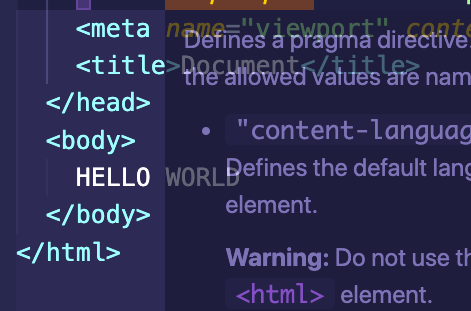 <meta name="viewport" conte
<title>Document</title>
</head>
<body>
HELLO WORLD
</body>
</html>
Defines a pragma directive.
the allowed values are nam
• "content-languag
Defines the default lang
element.
Warning: Do not use th
<html> element.